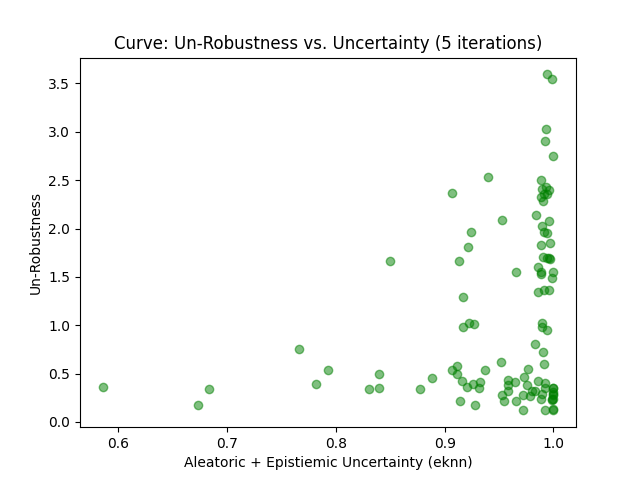 Curve: Un-Robustness vs. Uncertainty (5 iterations)
3.5
3.0
2.5
2.0
1.5
1.0
0.5
0.0
Un-Robustness
0.6 0.7 0.8 0.9 1.0
Aleatoric + Epistiemic Uncertainty (eknn)